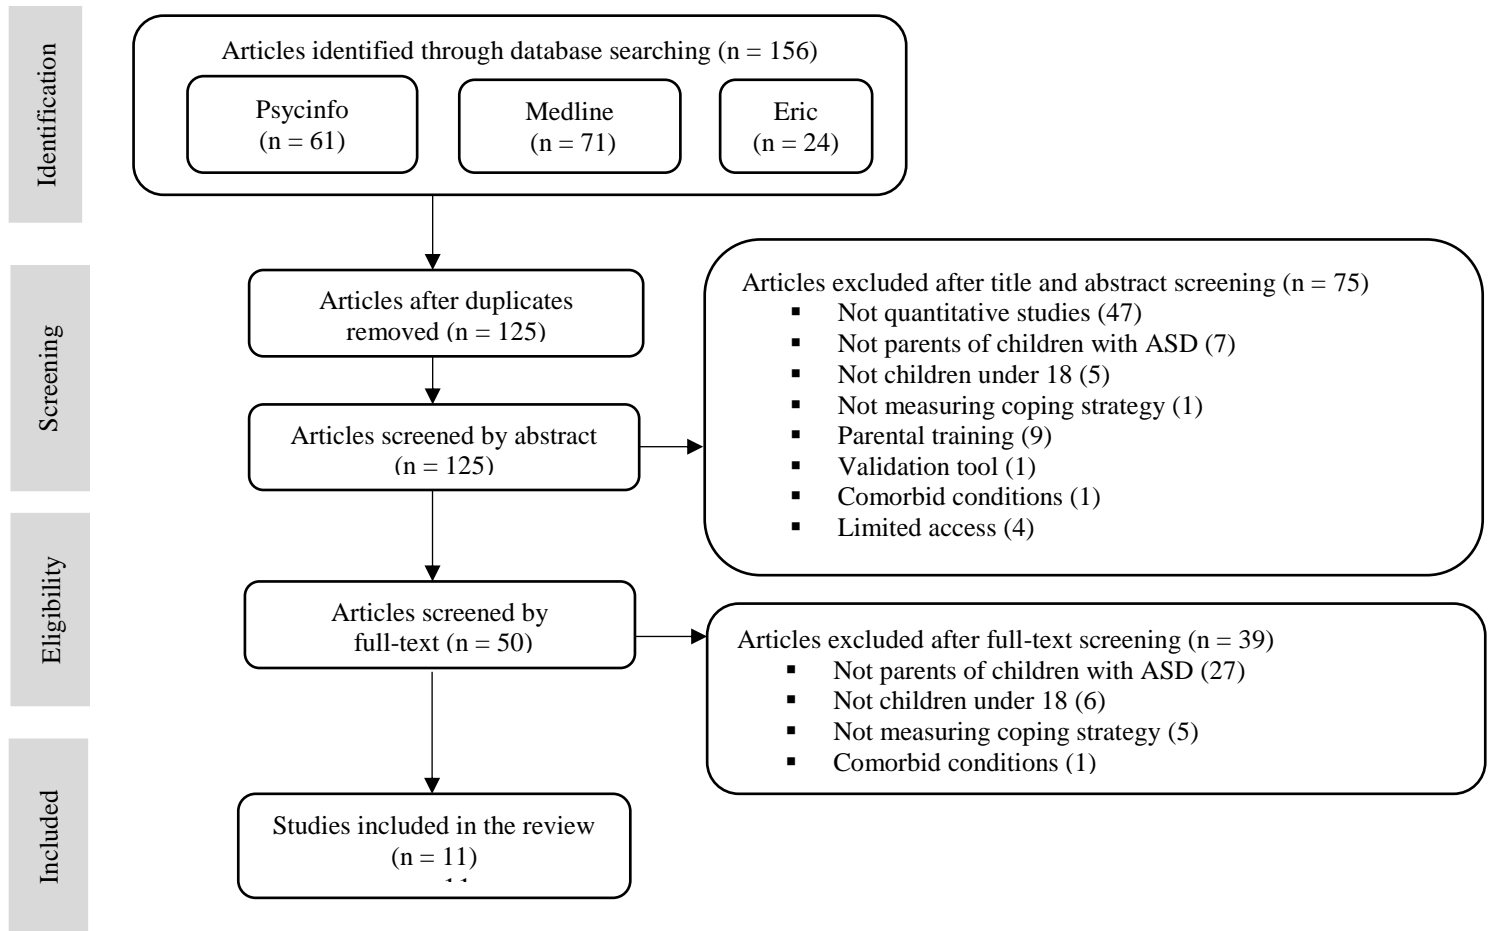 Identification
Articles identified through database searching (n = 156)
Psycinfo
(n = 61)
Medline
(n = 71)
Eric
(n = 24)
Screening
Articles after duplicates
removed (n = 125)
Articles screened by abstract
(n = 125)
Articles excluded after title and abstract screening (n = 75)
▪ Not quantitative studies (47)
▪ Not parents of children with ASD (7)
▪ Not children under 18 (5)
▪ Not measuring coping strategy (1)
▪ Parental training (9)
▪ Validation tool (1)
▪ Comorbid conditions (1)
▪ Limited access (4)
Eligibility
Articles screened by
full-text (n = 50)
Articles excluded after full-text screening (n = 39)
▪ Not parents of children with ASD (27)
▪ Not children under 18 (6)
▪ Not measuring coping strategy (5)
▪ Comorbid conditions (1)
Included
Studies included in the review
(n = 11)